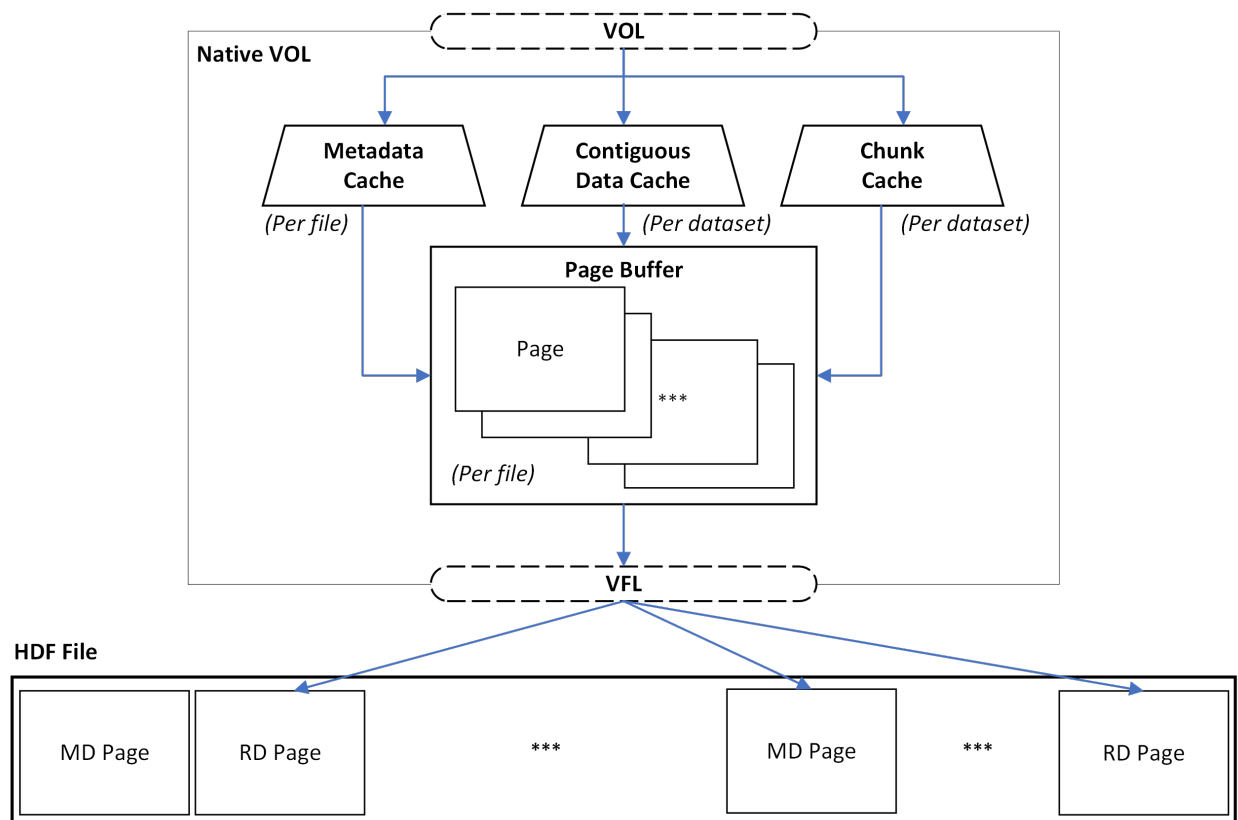 VOL
Native VOL
Metadata
Cache
Contiguous
Data Cache
Chunk
Cache
(Per file)
(Per dataset)
(Per dataset)
Page Buffer
Page
***
(Per file)
VFL
HDF File
MD Page
RD Page
***
MD Page
***
RD Page